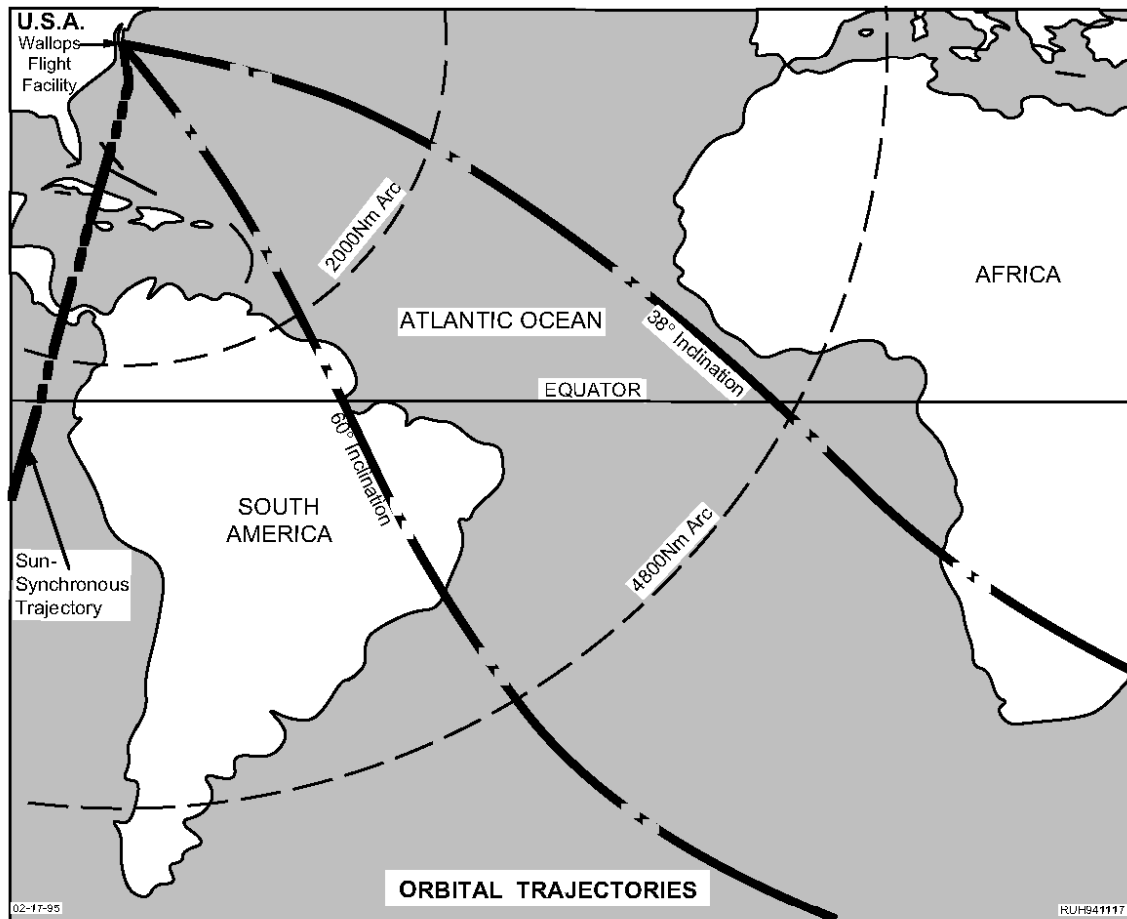 U.S.A.
Wallops
Flight
Facility
2000Nm Arc
AFRICA
ATLANTIC OCEAN
38° Inclination
EQUATOR
60° Inclination
SOUTH
AMERICA
4800Nm Arc
Sun-
Synchronous
Trajectory
ORBITAL TRAJECTORIES
02-17-95
RUH941117